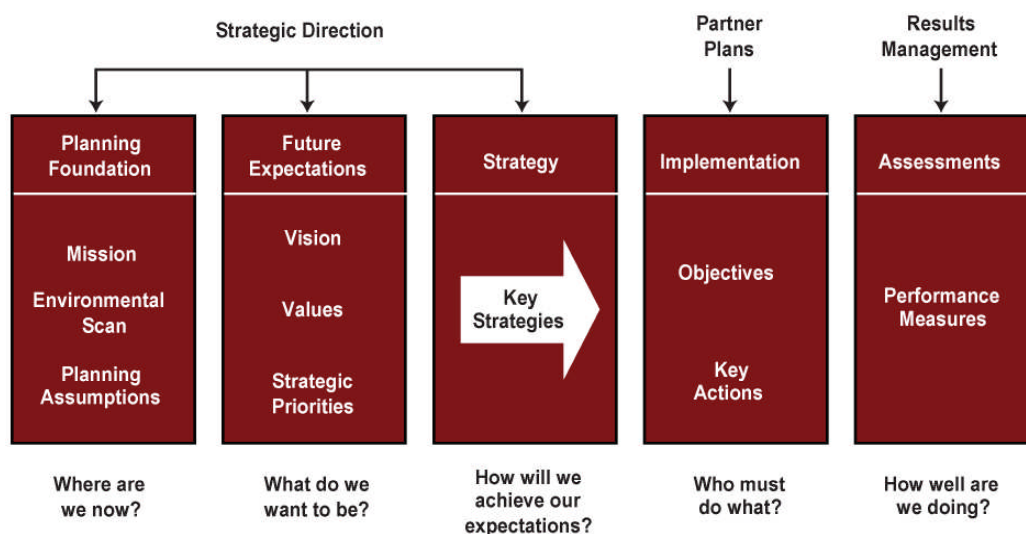 Strategic Direction
Partner
Plans
Results
Management
Planning
Foundation
Mission
Environmental
Scan
Planning
Assumptions
Where are
we now?
Future
Expectations
Vision
Values
Strategic
Priorities
What do we
want to be?
Strategy
Key
Strategies
How will we
achieve our
expectations?
Implementation
Objectives
Key
Actions
Who must
do what?
Assessments
Performance
Measures
How well are
we doing?